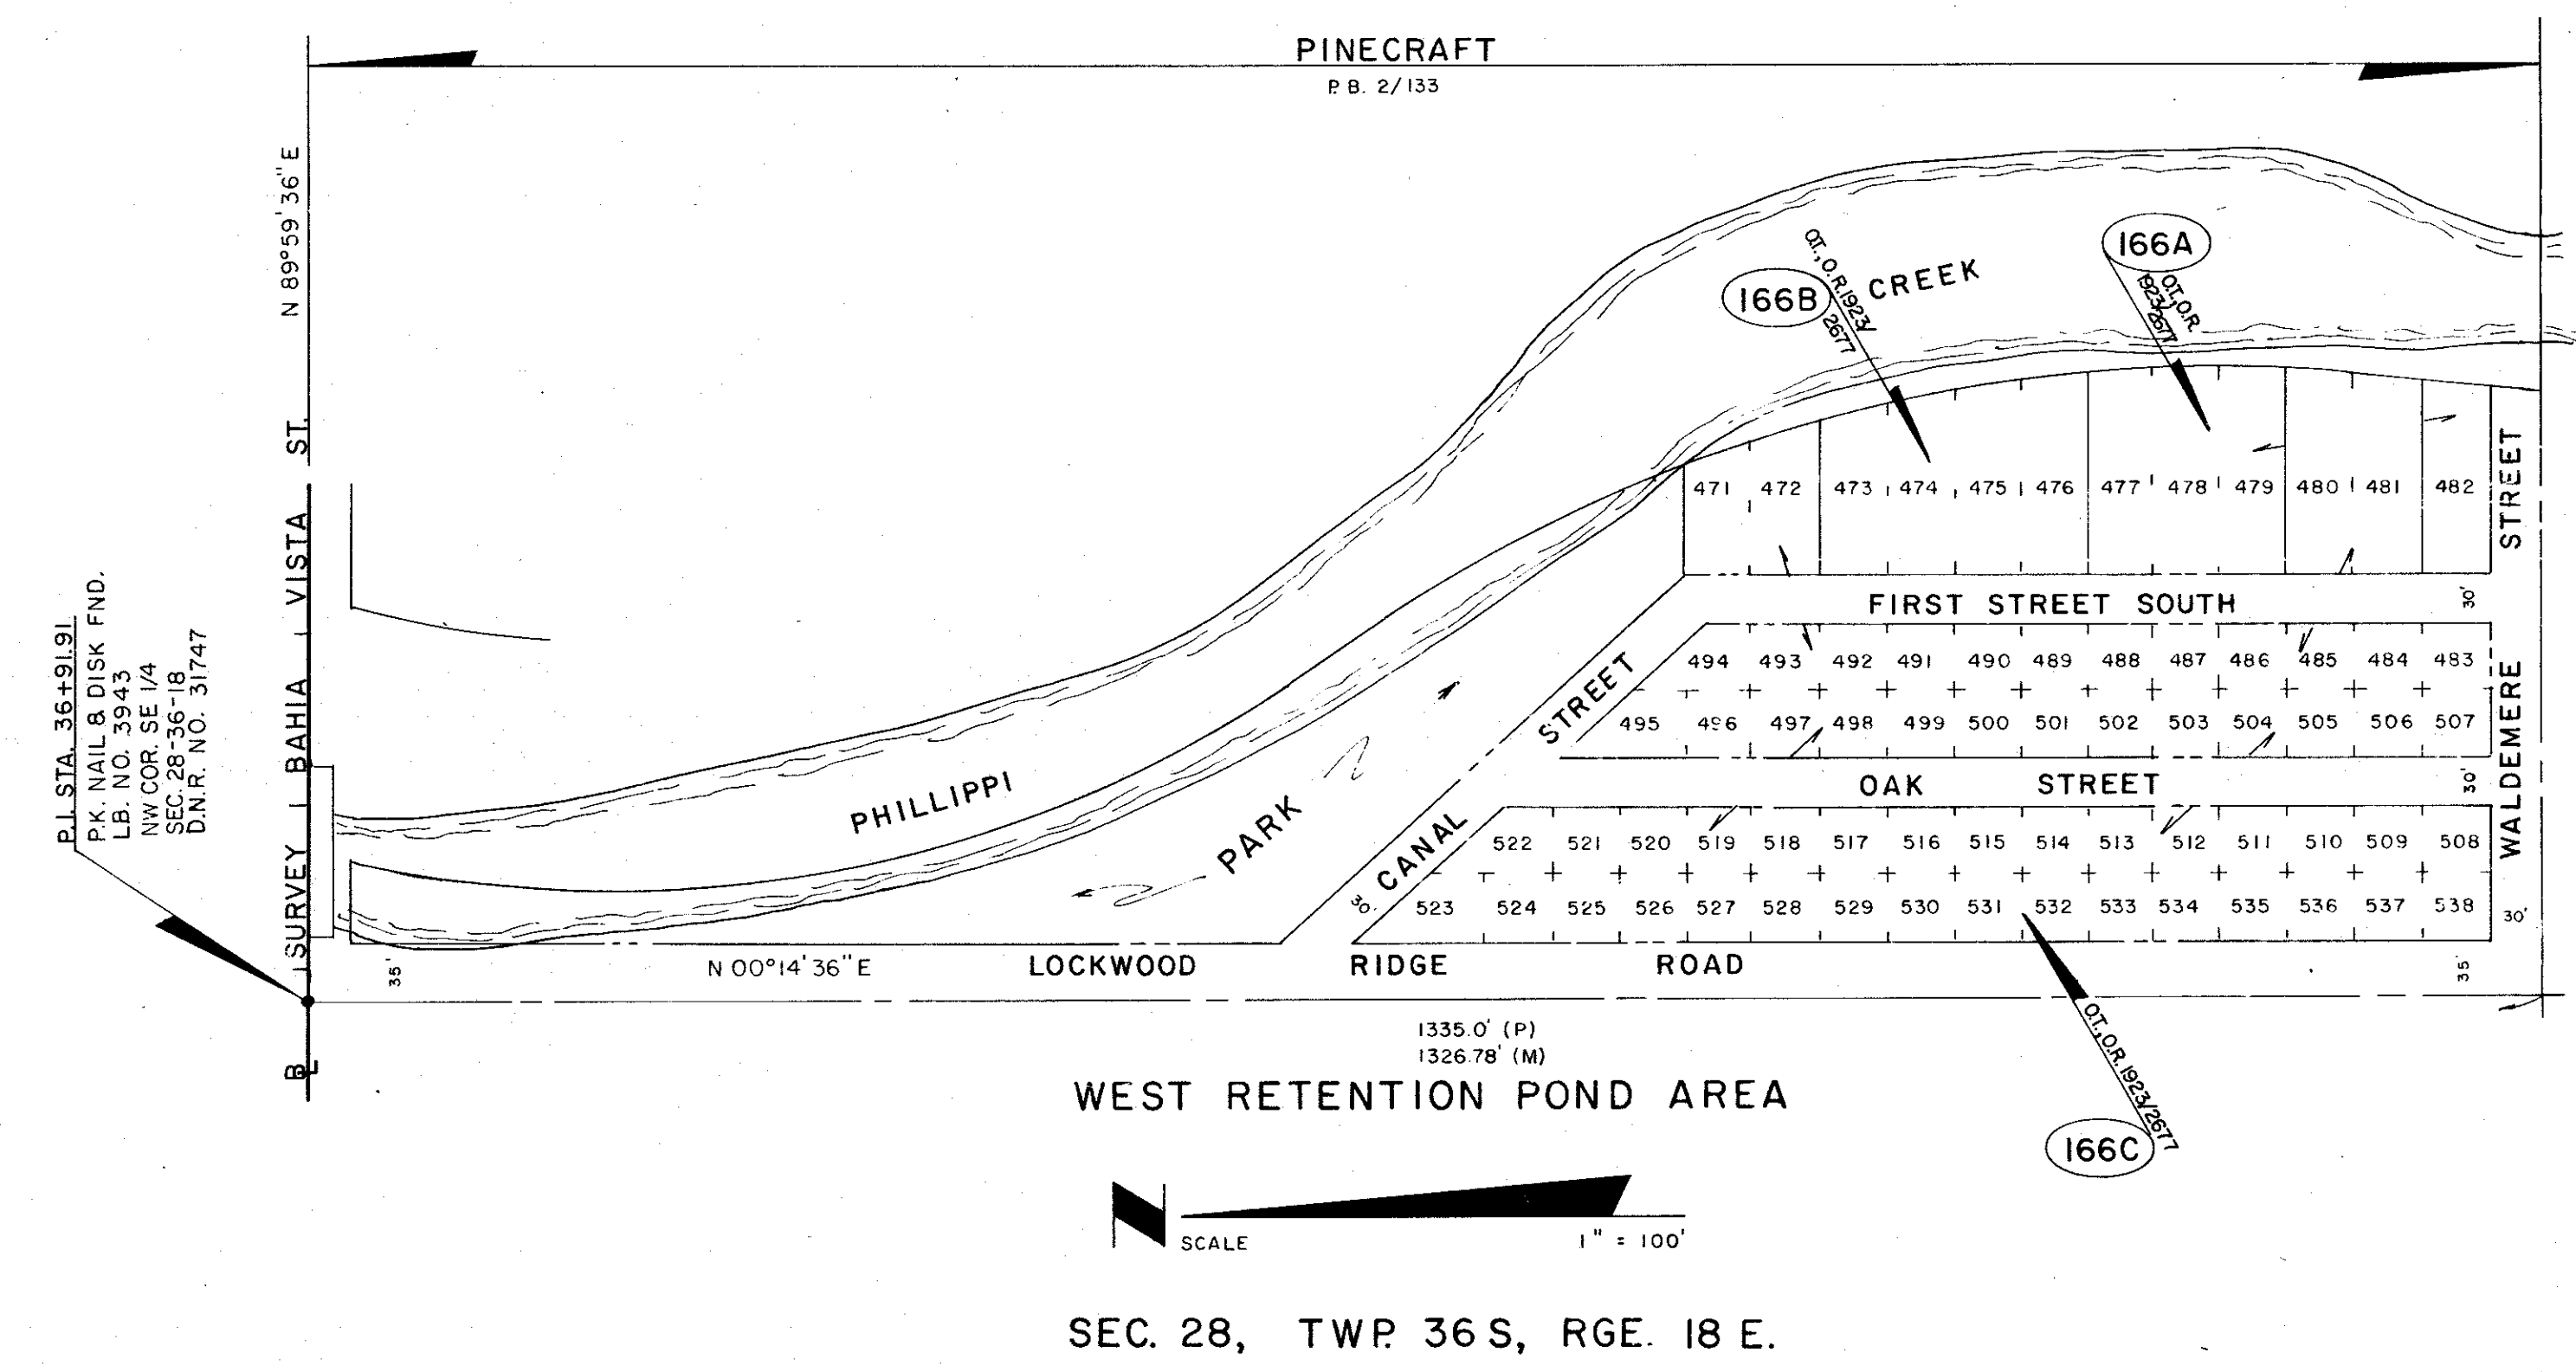 PINECRAFT
P.B. 2/133
N 89°59'36"E
BAHIA VISTA ST.
SURVEY
BL
P.I. STA. 36+91.91
P.K. NAIL & DISK FND.
LB. NO. 3943
NW COR. SE 1/4
SEC. 28-36-18
D.N.R. NO. 31747
166A
O.T., O.R.
1923/2677
166B
O.T., O.R. 1923/
2677
CREEK
PHILLIPPI
PARK
471 472 473 474 475 476 477 478 479 480 481 482
FIRST STREET SOUTH
30'
494 493 492 491 490 489 488 487 486 485 484 483
495 496 497 498 499 500 501 502 503 504 505 506 507
OAK STREET
30'
522 521 520 519 518 517 516 515 514 513 512 511 510 509 508
523 524 525 526 527 528 529 530 531 532 533 534 535 536 537 538
30'
CANAL STREET
30'
WALDEMERE STREET
35'
N 00°14'36"E
LOCKWOOD RIDGE ROAD
35'
1335.0' (P)
1326.78' (M)
O.T., O.R. 1923/2677
166C
WEST RETENTION POND AREA
N
SCALE 1" = 100'
SEC. 28, TWP. 36 S, RGE. 18 E.